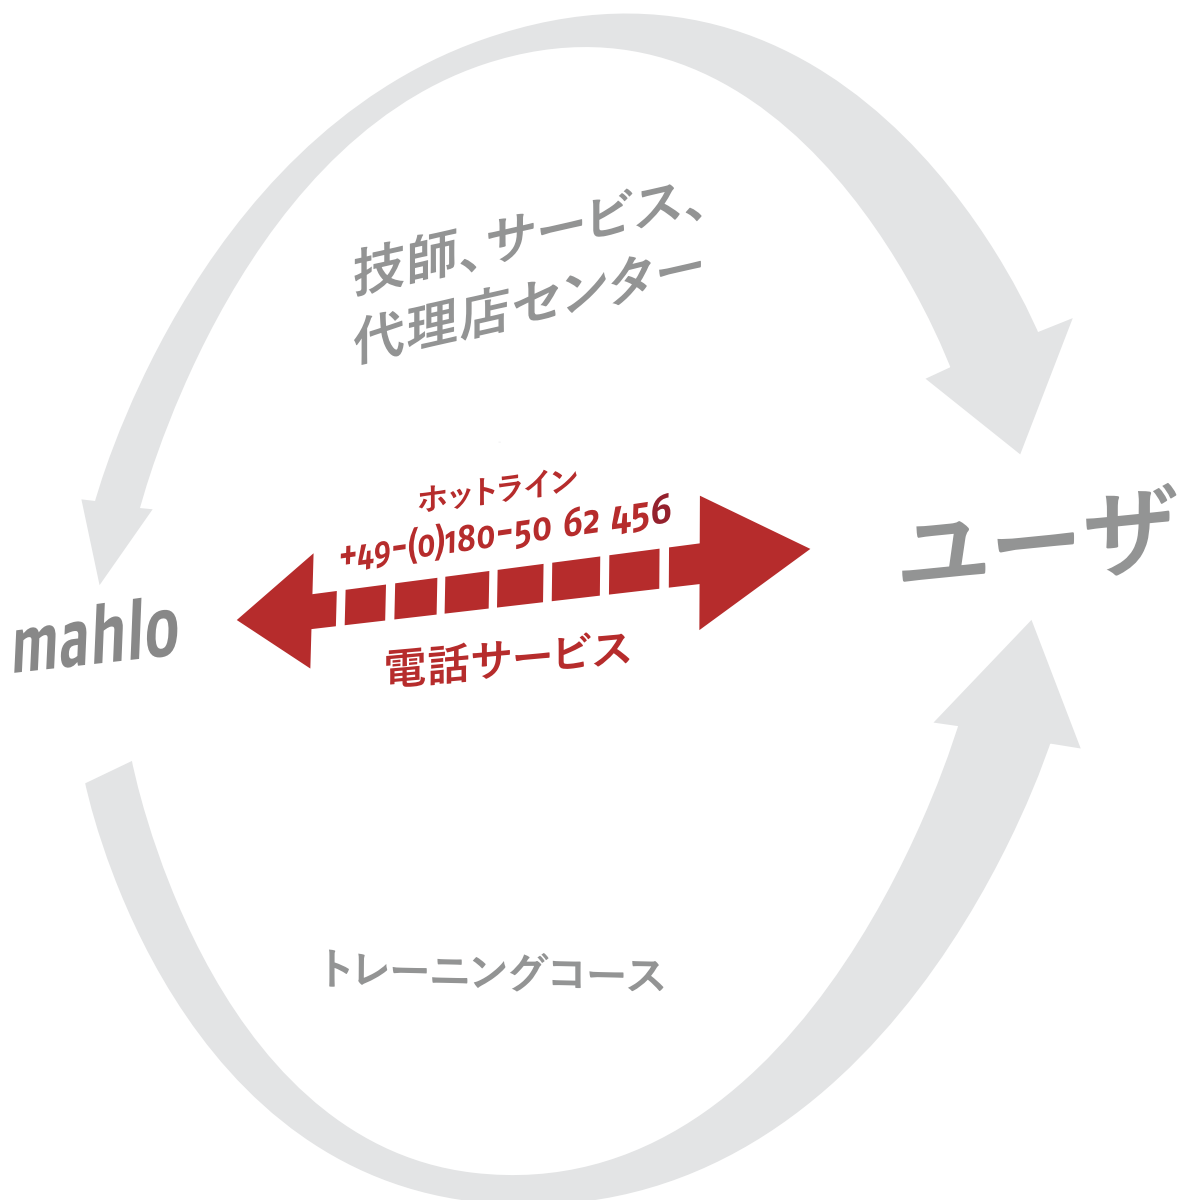 技師、サービス、
代理店センター
ホットライン
+49-(0)180-50 62 456
電話サービス
mahlo
ユーザ
トレーニングコース